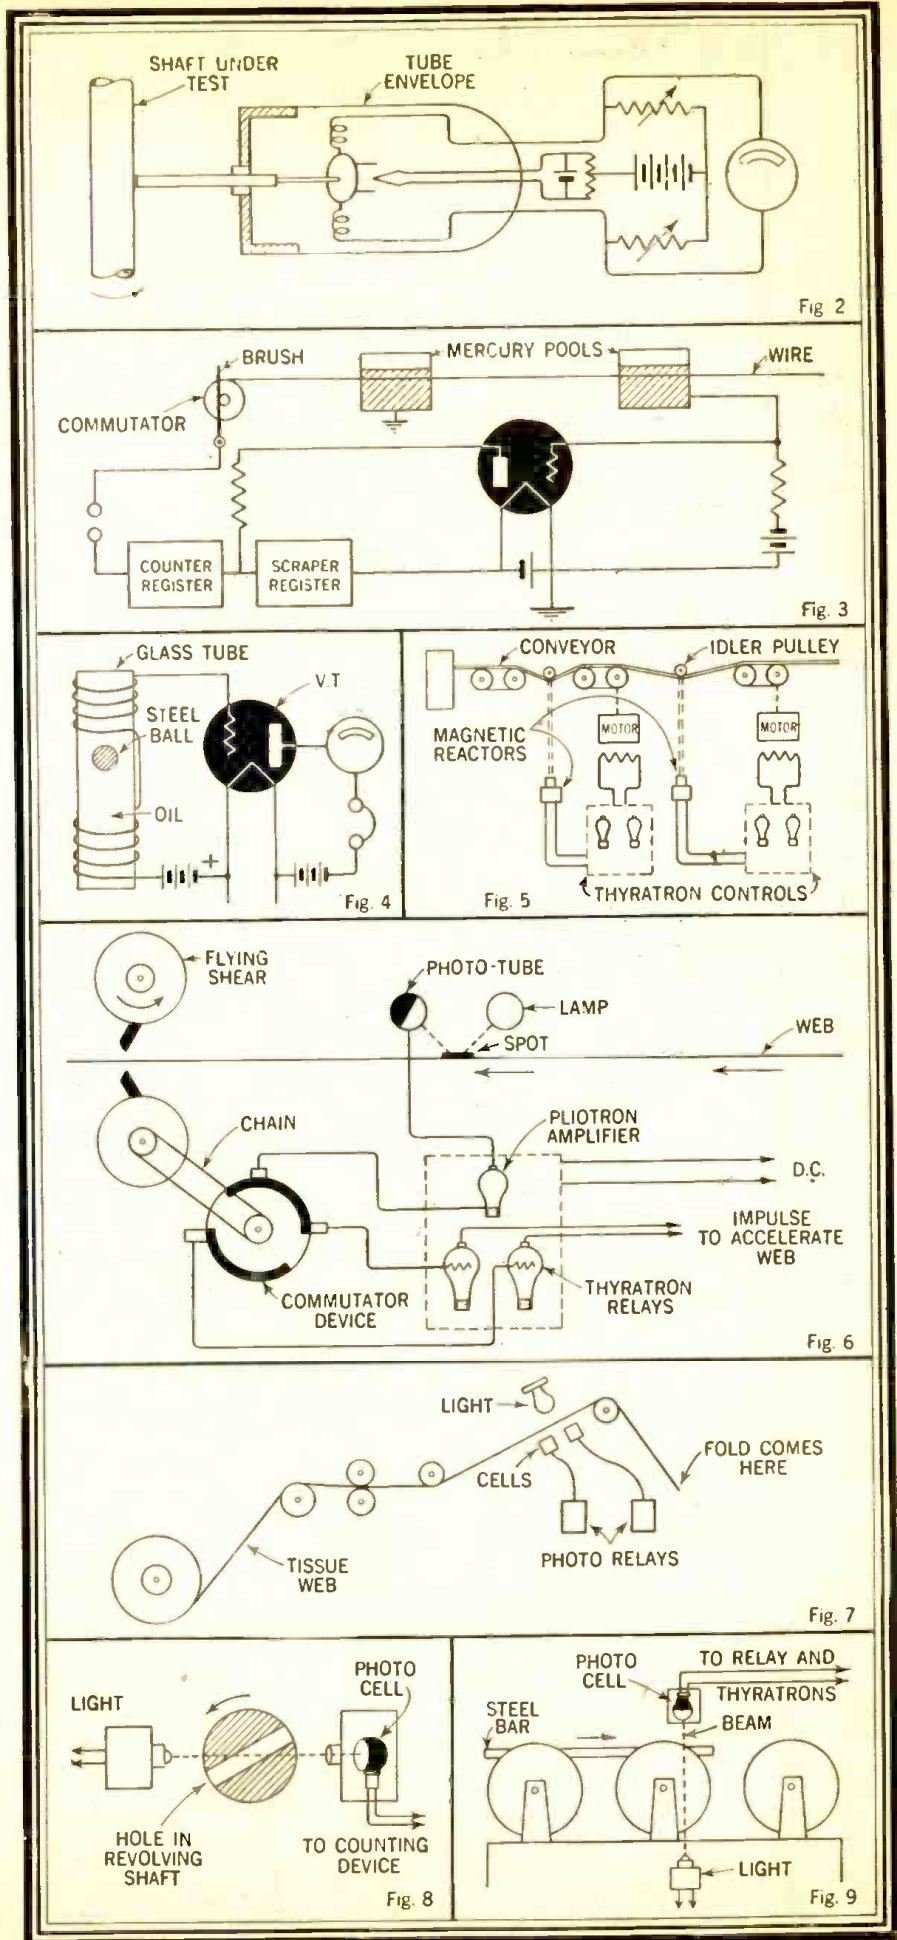 SHAFT UNDER
TEST
TUBE
ENVELOPE
Fig 2
BRUSH
MERCURY POOLS
WIRE
COMMUTATOR
COUNTER
REGISTER
SCRAPER
REGISTER
Fig. 3
GLASS TUBE
V.T
STEEL
BALL
OIL
+
Fig. 4
CONVEYOR
IDLER PULLEY
MOTOR
MOTOR
MAGNETIC
REACTORS
THYRATRON CONTROLS
Fig. 5
FLYING
SHEAR
PHOTO-TUBE
LAMP
SPOT
WEB
CHAIN
PLIOTRON
AMPLIFIER
D.C.
IMPULSE
TO ACCELERATE
WEB
THYRATRON
RELAYS
COMMUTATOR
DEVICE
Fig. 6
LIGHT
CELLS
FOLD COMES
HERE
PHOTO RELAYS
TISSUE
WEB
Fig. 7
LIGHT
PHOTO
CELL
HOLE IN
REVOLVING
SHAFT
TO COUNTING
DEVICE
Fig. 8
PHOTO
CELL
TO RELAY AND
THYRATRONS
STEEL
BAR
BEAM
LIGHT
Fig. 9